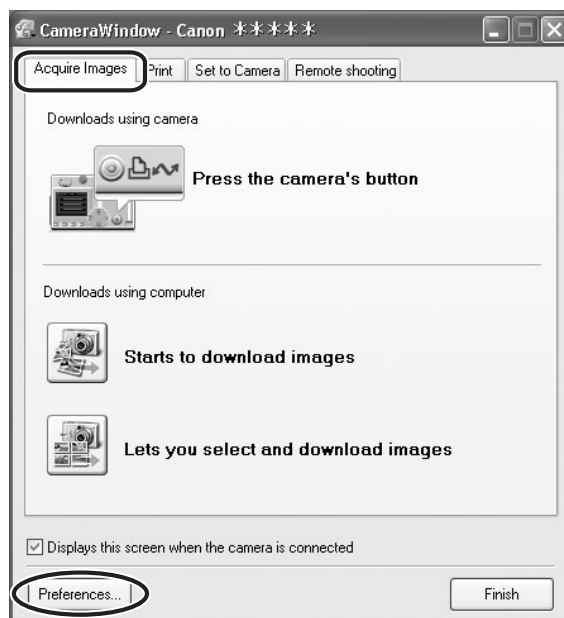 CameraWindow - Canon *****
Acquire Images Print Set to Camera Remote shooting
Downloads using camera
Press the camera's button
Downloads using computer
Starts to download images
Lets you select and download images
Displays this screen when the camera is connected
Preferences... Finish